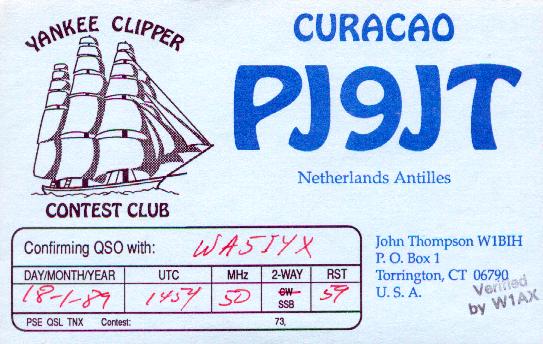 YANKEE CLIPPER
CONTEST CLUB
CURACAO
PJ9JT
Netherlands Antilles
Confirming QSO with: WA5IYX
DAY/MONTH/YEAR UTC MHz 2-WAY RST
18-1-89 1454 50 CW SSB 59
PSE QSL TNX Contest: 73,
John Thompson W1BIH
P. O. Box 1
Torrington, CT 06790
U. S. A.
Verified
by W1AX